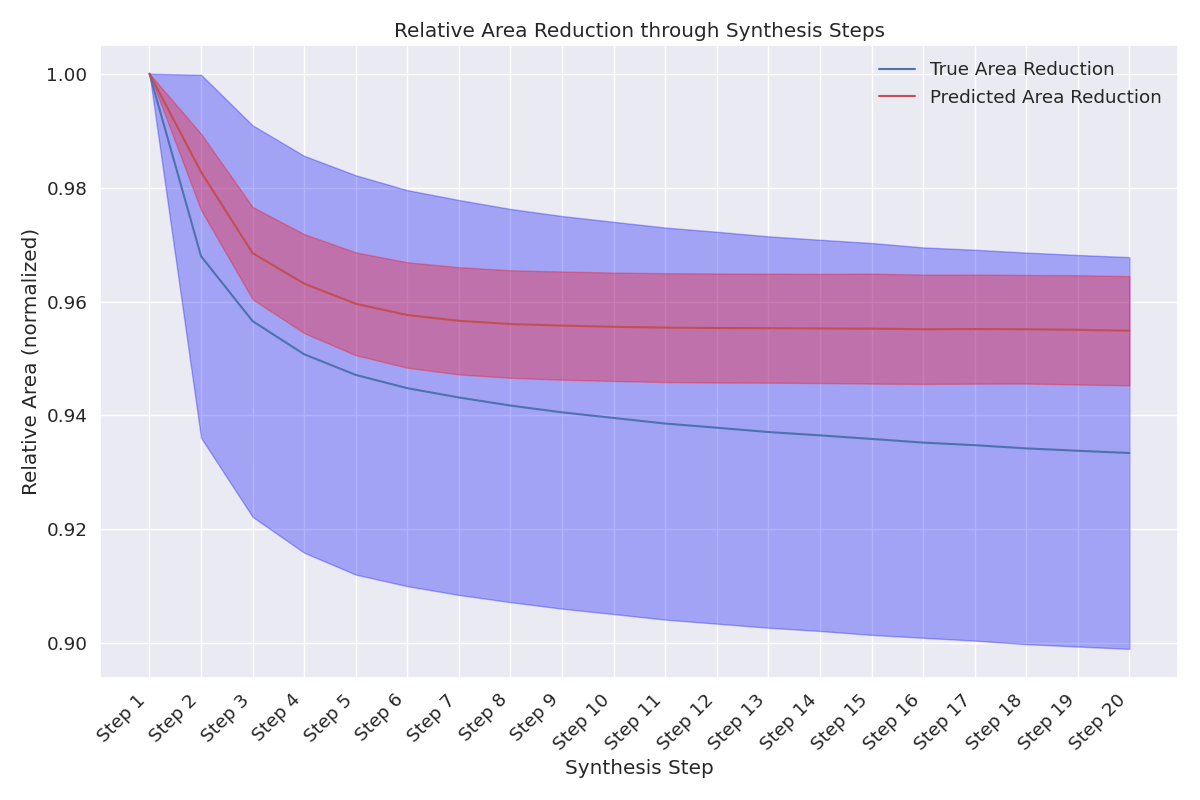 Relative Area Reduction through Synthesis Steps
True Area Reduction
Predicted Area Reduction
Relative Area (normalized)
1.00
0.98
0.96
0.94
0.92
0.90
Step 1
Step 2
Step 3
Step 4
Step 5
Step 6
Step 7
Step 8
Step 9
Step 10
Step 11
Step 12
Step 13
Step 14
Step 15
Step 16
Step 17
Step 18
Step 19
Step 20
Synthesis Step